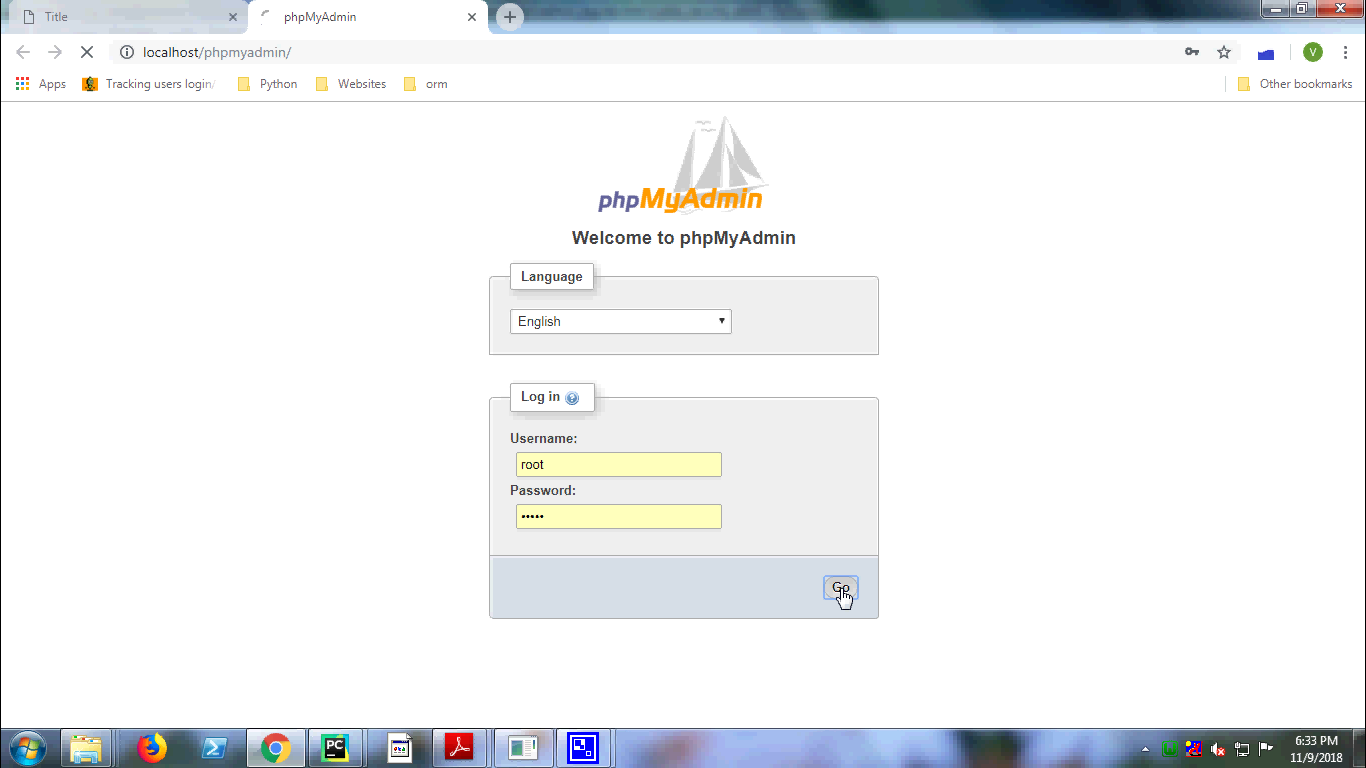 Title
phpMyAdmin
localhost/phpmyadmin/
V
Apps
Tracking users login/
Python
Websites
orm
Other bookmarks
phpMyAdmin
Welcome to phpMyAdmin
Language
English
Log in
Username:
root
Password:
•••••
Go
PC
6:33 PM
11/9/2018